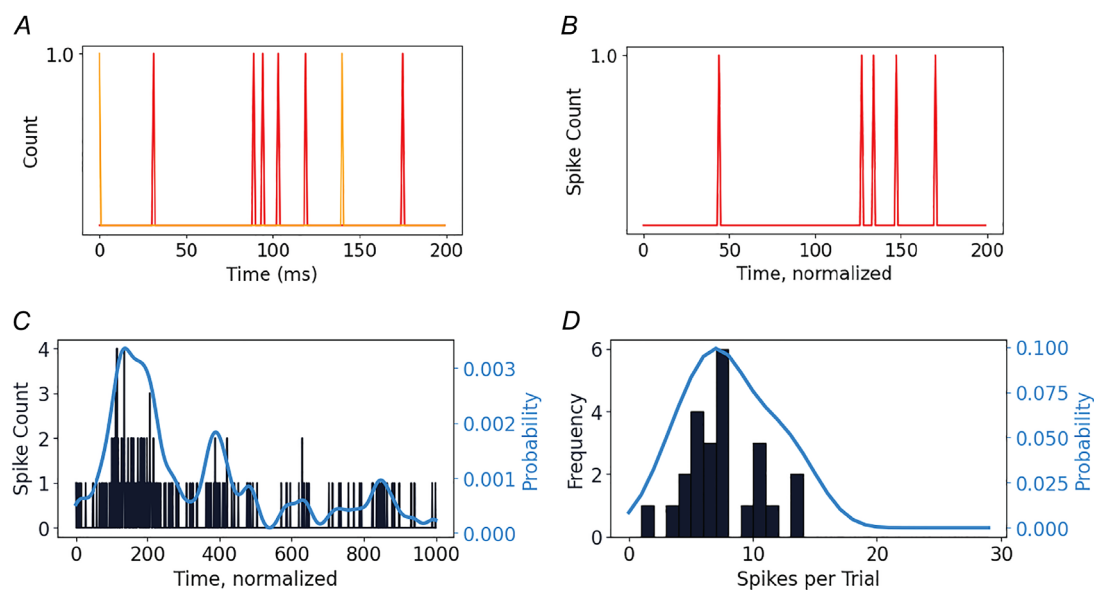 A
1.0
Count
0 50 100 150 200
Time (ms)
B
1.0
Spike Count
0 50 100 150 200
Time, normalized
C
4
3
2
1
0
Spike Count
0.003
0.002
0.001
0.000
Probability
0 200 400 600 800 1000
Time, normalized
D
6
4
2
0
Frequency
0.100
0.075
0.050
0.025
0.000
Probability
0 10 20 30
Spikes per Trial